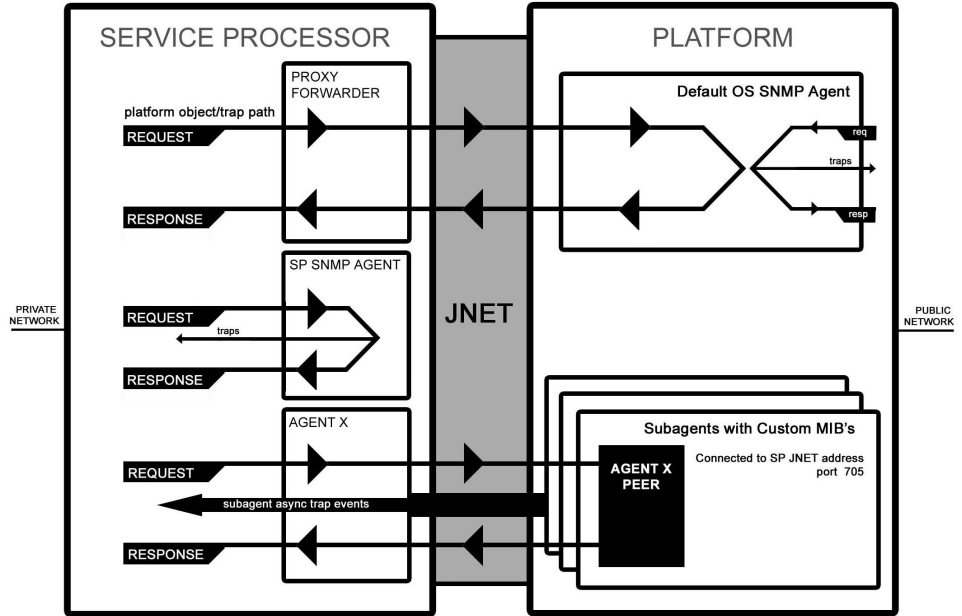 SERVICE PROCESSOR
PLATFORM
PROXY
FORWARDER
Default OS SNMP Agent
platform object/trap path
REQUEST
req
traps
RESPONSE
resp
SP SNMP AGENT
JNET
PRIVATE
NETWORK
PUBLIC
NETWORK
REQUEST
traps
RESPONSE
AGENT X
Subagents with Custom MIB's
Connected to SP JNET address
port 705
REQUEST
AGENT X
PEER
subagent async trap events
RESPONSE